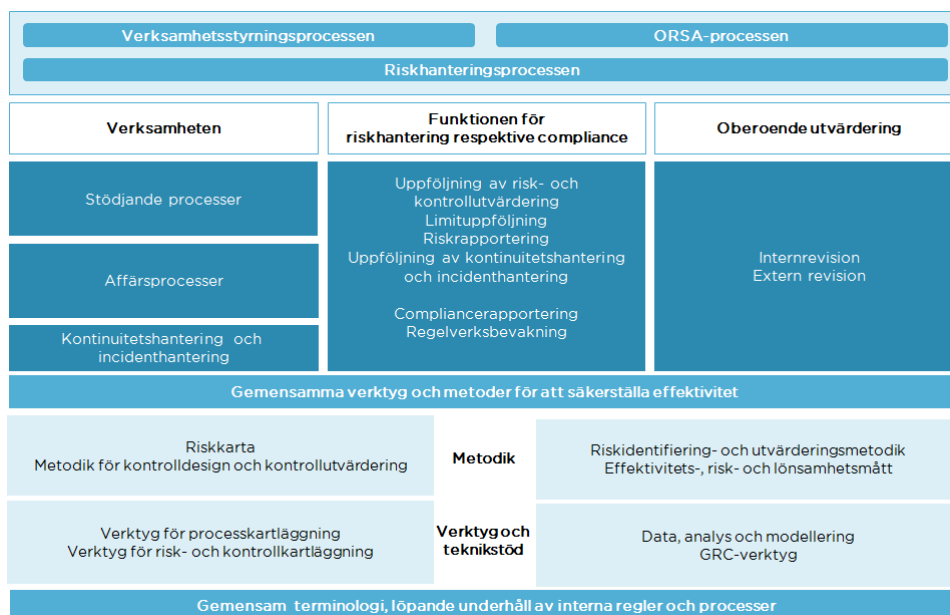 Verksamhetsstyrningsprocessen
ORSA-processen
Riskhanteringsprocessen
Verksamheten
Funktionen för
riskhantering respektive compliance
Oberoende utvärdering
Stödjande processer
Affärsprocesser
Kontinuitetshantering och
incidenthantering
Uppföljning av risk- och
kontrollutvärdering
Limituppföljning
Riskrapportering
Uppföljning av kontinuitetshantering
och incidenthantering
Compliancerapportering
Regelverksbevakning
Internrevision
Extern revision
Gemensamma verktyg och metoder för att säkerställa effektivitet
Riskkarta
Metodik för kontrolldesign och kontrollutvärdering
Metodik
Riskidentifiering- och utvärderingsmetodik
Effektivitets-, risk- och lönsamhetsmått
Verktyg för processkartläggning
Verktyg för risk- och kontrollkartläggning
Verktyg och
teknikstöd
Data, analys och modellering
GRC-verktyg
Gemensam terminologi, löpande underhåll av interna regler och processer